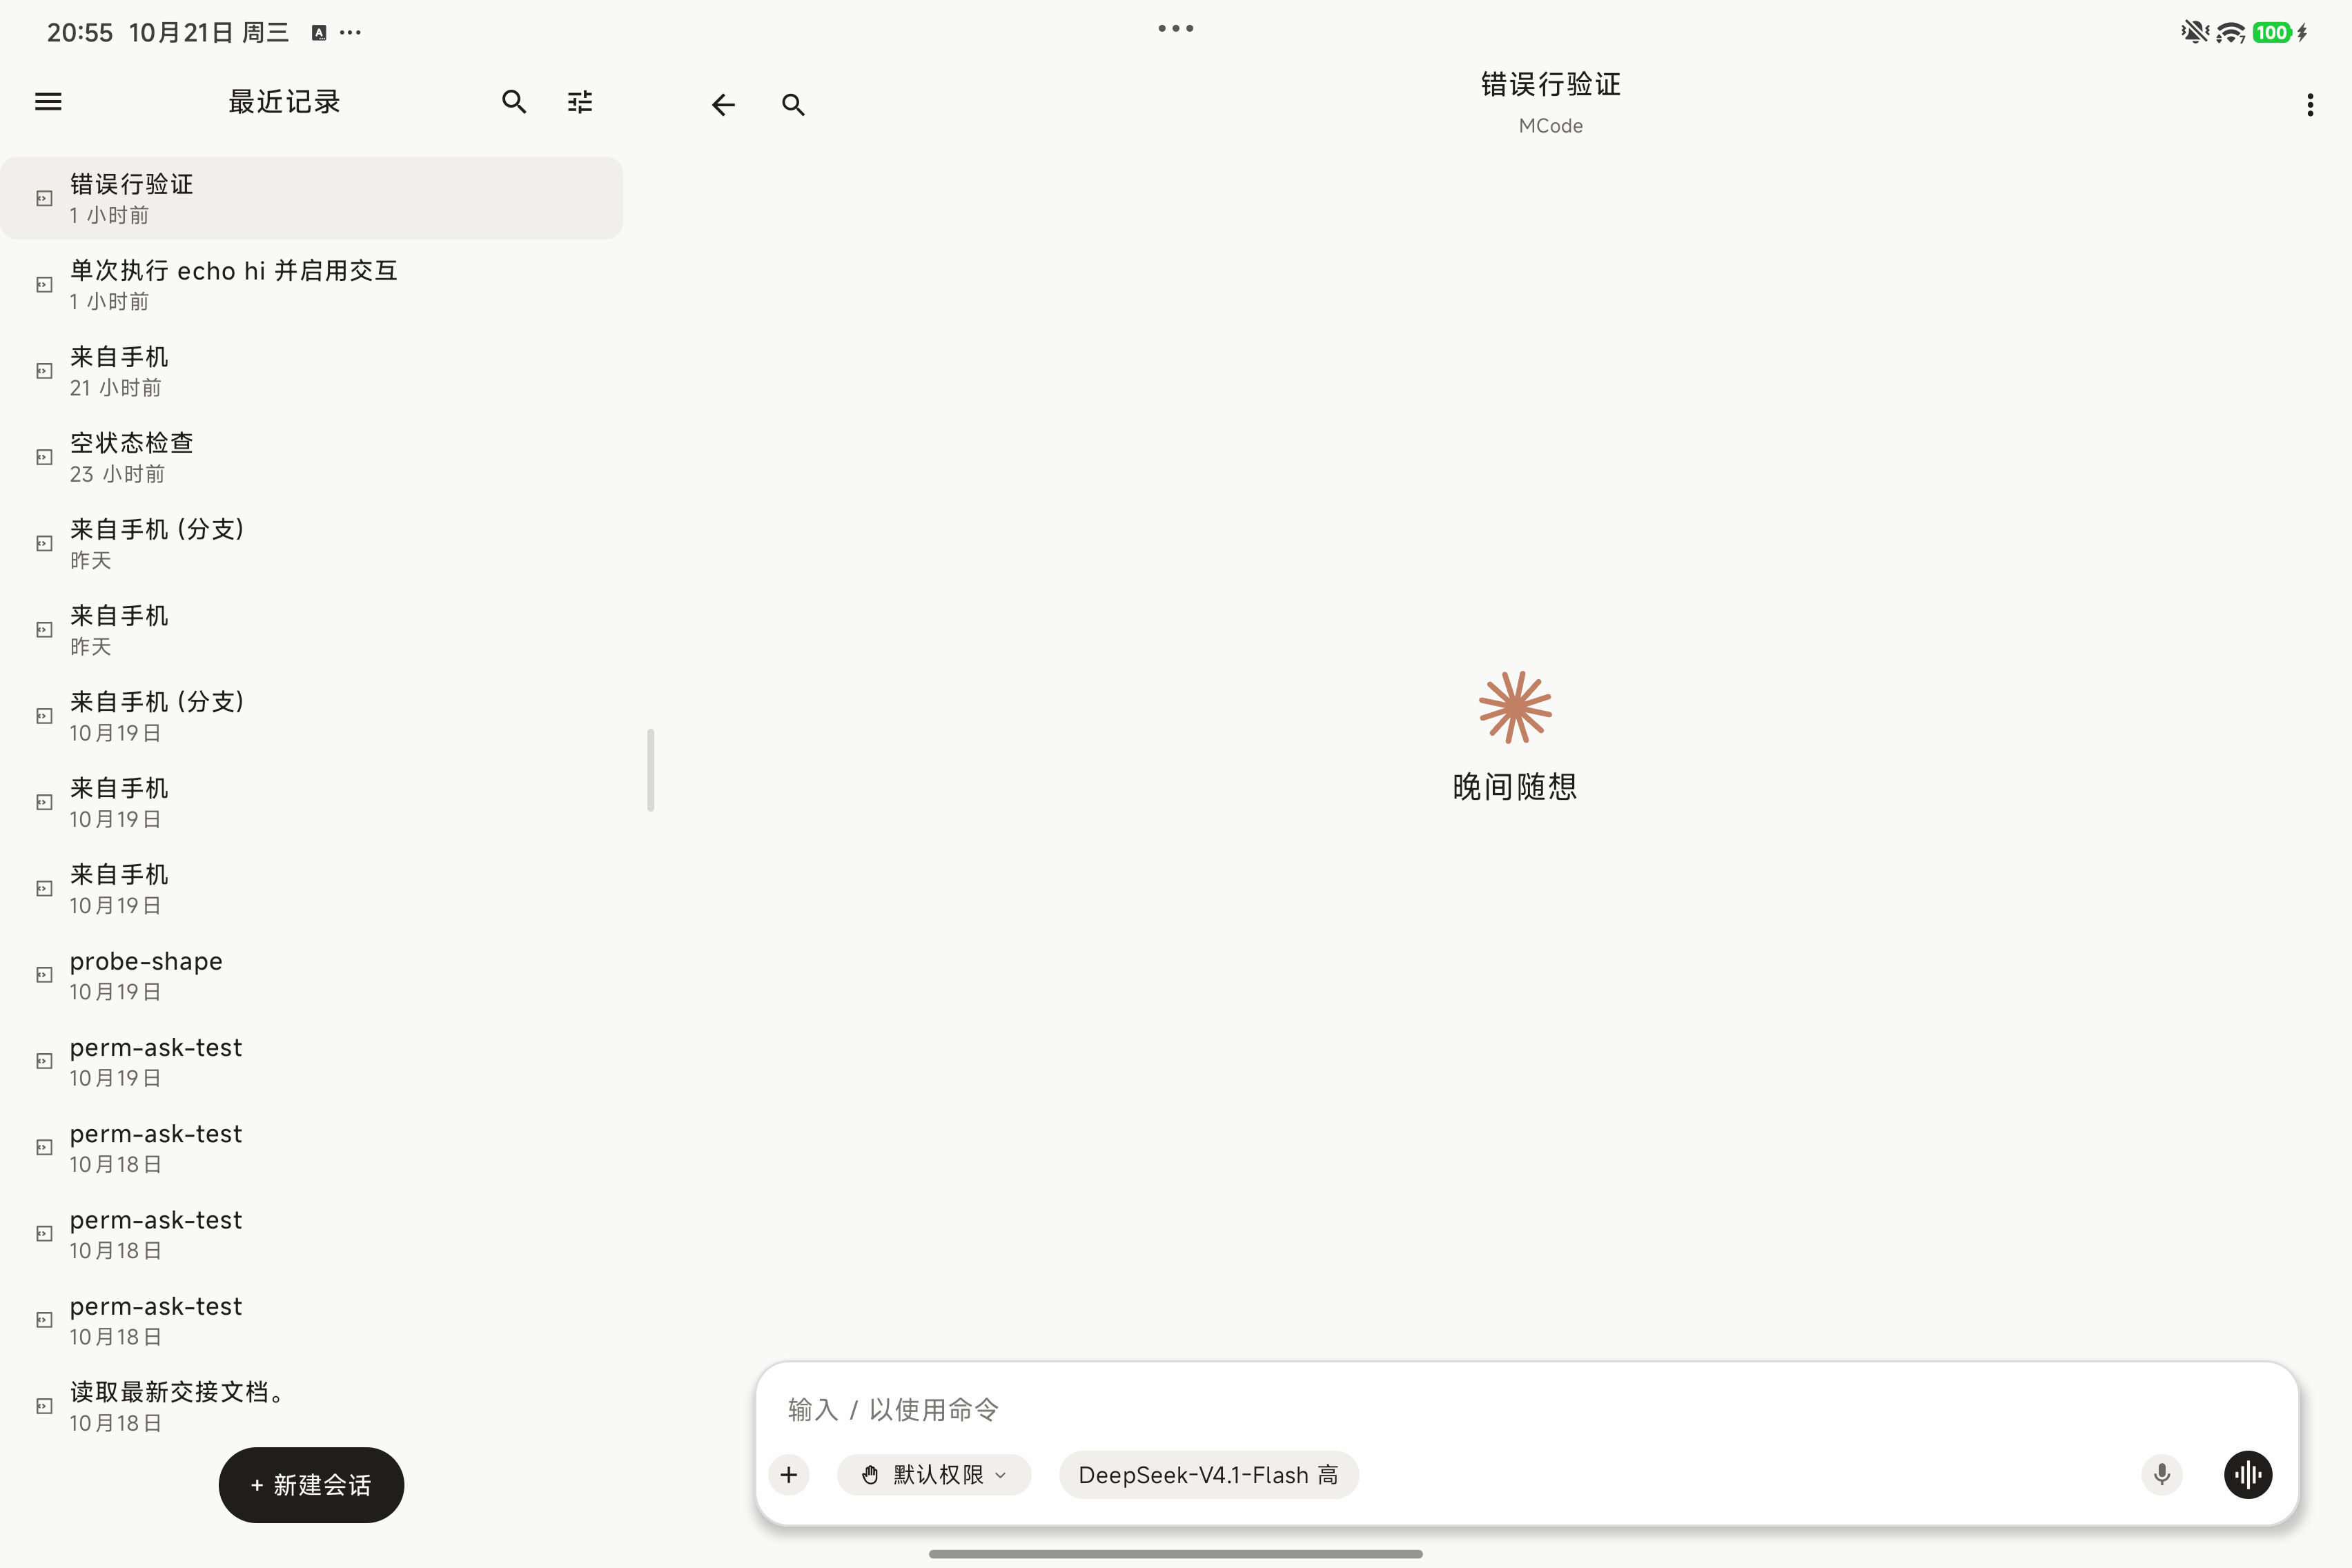 20:55 10月21日 周三 A ···
7 100
最近记录
错误行验证
1 小时前
单次执行 echo hi 并启用交互
1 小时前
来自手机
21 小时前
空状态检查
23 小时前
来自手机 (分支)
昨天
来自手机
昨天
来自手机 (分支)
10月19日
来自手机
10月19日
来自手机
10月19日
probe-shape
10月19日
perm-ask-test
10月19日
perm-ask-test
10月18日
perm-ask-test
10月18日
perm-ask-test
10月18日
读取最新交接文档。
10月18日
+ 新建会话
错误行验证
MCode
晚间随想
输入 / 以使用命令
默认权限
DeepSeek-V4.1-Flash 高